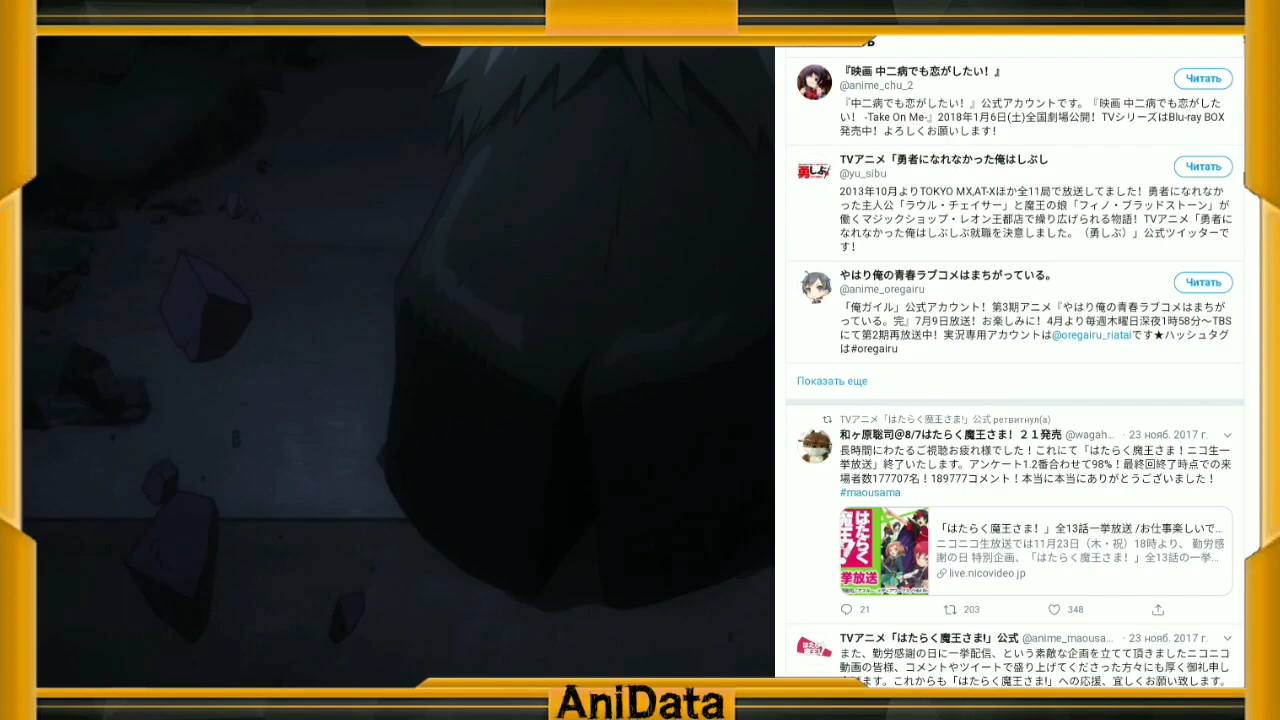 『映画 中二病でも恋がしたい！』
@anime_chu_2
Читать
『中二病でも恋がしたい！』公式アカウントです。『映画 中二病でも恋がした
い！ -Take On Me-』2018年1月6日(土)全国劇場公開！TVシリーズはBlu-ray BOX
発売中！よろしくお願いします！
TVアニメ「勇者になれなかった俺はしぶし
@yu_sibu
Читать
勇しぶ
2013年10月よりTOKYO MX,AT-Xほか全11局で放送してました！勇者になれなか
った主人公「ラウル・チェイサー」と魔王の娘「フィノ・ブラッドストーン」が
働くマジックショップ・レオン王都店で繰り広げられる物語！TVアニメ「勇者に
なれなかった俺はしぶしぶ就職を決意しました。（勇しぶ）」公式ツイッターで
す！
やはり俺の青春ラブコメはまちがっている。
@anime_oregairu
Читать
「俺ガイル」公式アカウント！第3期アニメ『やはり俺の青春ラブコメはまちが
っている。完』7月9日放送！お楽しみに！4月より毎週木曜日深夜1時58分～TBS
にて第2期再放送中！実況専用アカウントは@oregairu_riataiです★ハッシュタグ
は#oregairu
Показать еще
TVアニメ「はたらく魔王さま!」公式 ретвитнул(а)
和ヶ原聡司＠8/7はたらく魔王さま！２１発売 @wagah... · 23 нояб. 2017 г.
長時間にわたるご視聴お疲れ様でした！これにて「はたらく魔王さま！ニコ生一
挙放送」終了いたします。アンケート1.2番合わせて98%！最終回終了時点での来
場者数177707名！189777コメント！本当に本当にありがとうございました！
#maousama
はたらく
魔王
挙放送
「はたらく魔王さま！」全13話一挙放送 /お仕事楽しいで...
ニコニコ生放送では11月23日（木・祝）18時より、 勤労感
謝の日 特別企画、「はたらく魔王さま！」全13話の一挙...
live.nicovideo.jp
21 203 348
TVアニメ「はたらく魔王さま!」公式 @anime_maousa... · 23 нояб. 2017 г.
また、勤労感謝の日に一挙配信、という素敵な企画を立てて頂きましたニコニコ
動画の皆様、コメントやツイートで盛り上げてくださった方々にも厚く御礼申し
ます。これからも「はたらく魔王さま!」への応援、宜しくお願い致します。
AniData